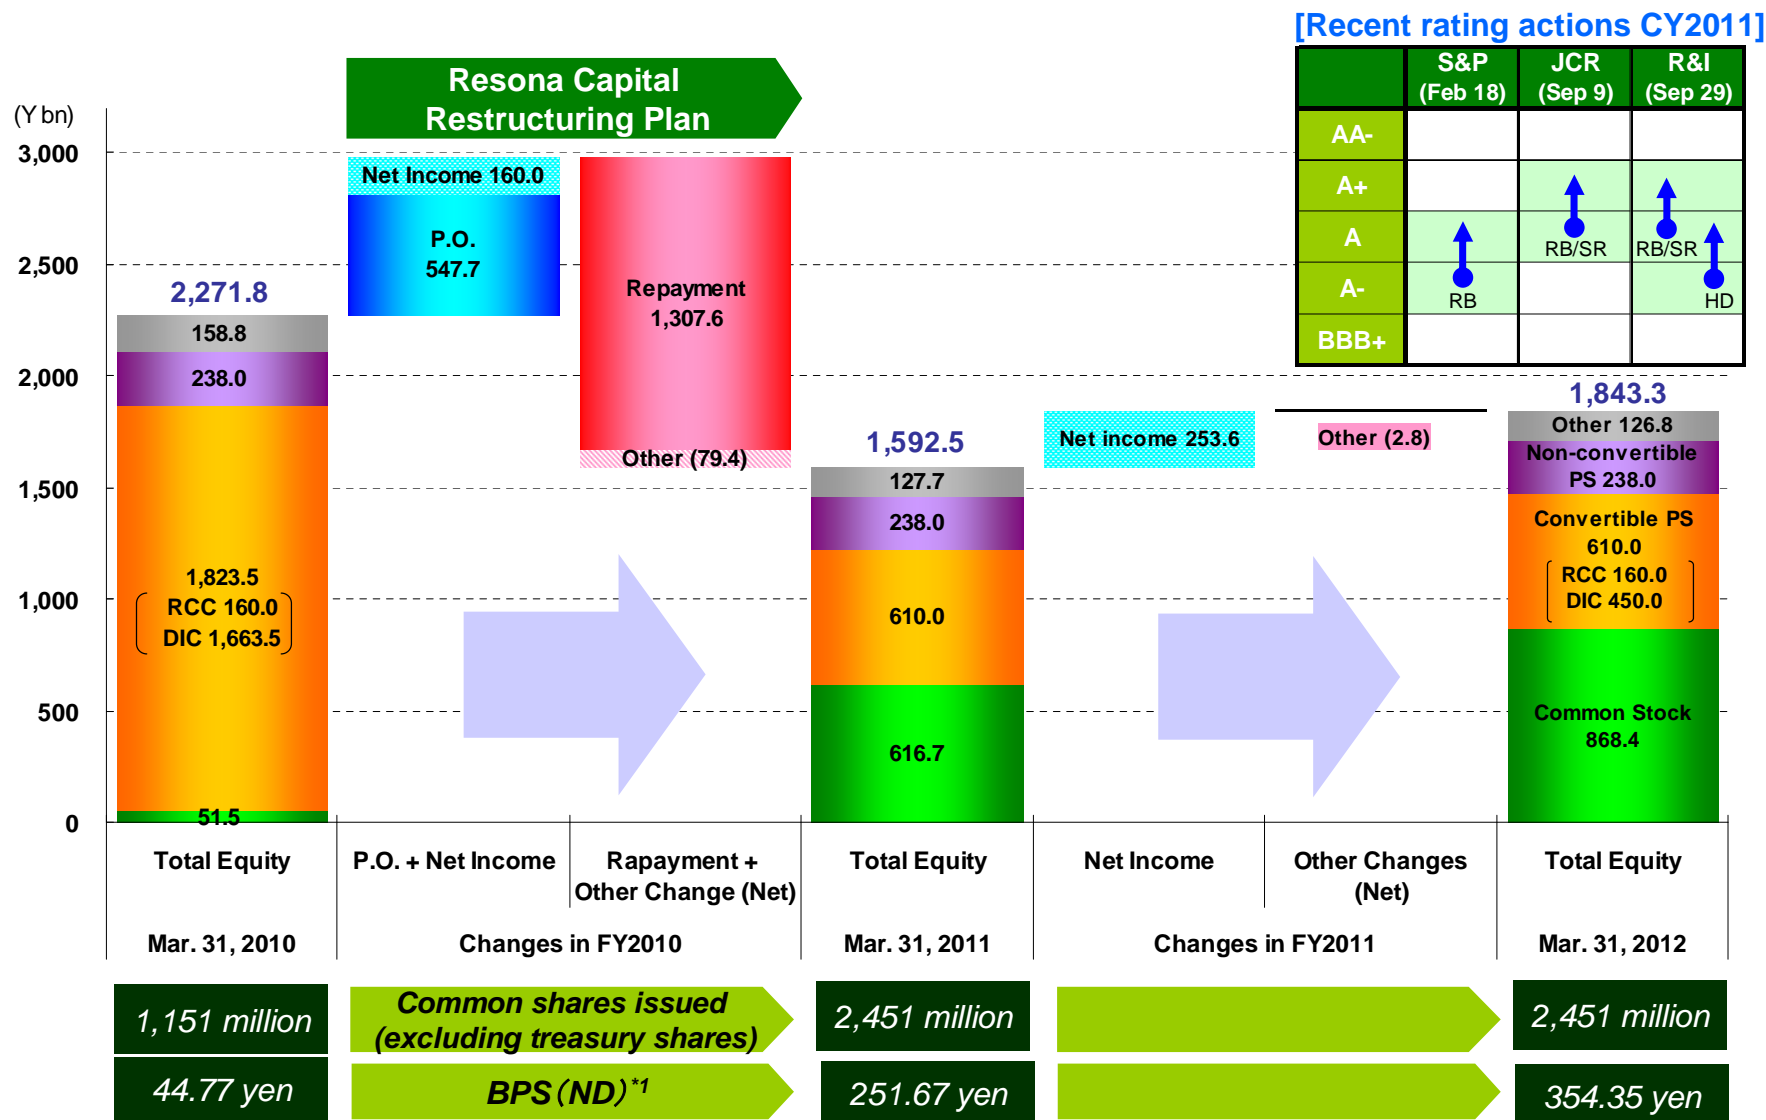 [Recent rating actions CY2011]
S&P
(Feb 18)
JCR
(Sep 9)
R&I
(Sep 29)
AA-
A+
A
A-
BBB+
RB
RB/SR
RB/SR
HD
Resona Capital
Restructuring Plan
(Y bn)
3,000
2,500
2,000
1,500
1,000
500
0
2,271.8
158.8
238.0
1,823.5
RCC 160.0
DIC 1,663.5
51.5
Net Income 160.0
P.O.
547.7
Repayment
1,307.6
Other (79.4)
1,592.5
127.7
238.0
610.0
616.7
Net income 253.6
Other (2.8)
1,843.3
Other 126.8
Non-convertible
PS 238.0
Convertible PS
610.0
RCC 160.0
DIC 450.0
Common Stock
868.4
Total Equity
P.O. + Net Income
Rapayment +
Other Change (Net)
Total Equity
Net Income
Other Changes
(Net)
Total Equity
Mar. 31, 2010
Changes in FY2010
Mar. 31, 2011
Changes in FY2011
Mar. 31, 2012
1,151 million
Common shares issued
(excluding treasury shares)
2,451 million
2,451 million
44.77 yen
BPS(ND)*1
251.67 yen
354.35 yen